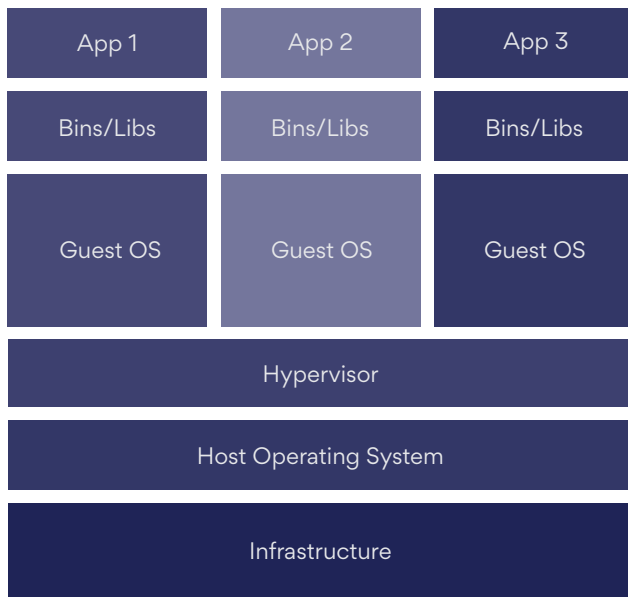 App 1
App 2
App 3
Bins/Libs
Bins/Libs
Bins/Libs
Guest OS
Guest OS
Guest OS
Hypervisor
Host Operating System
Infrastructure